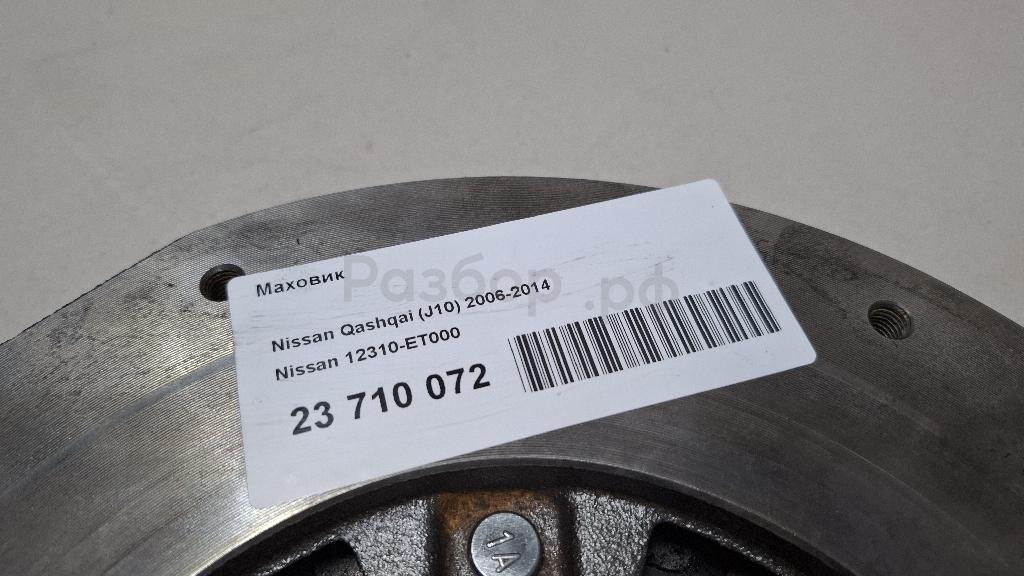 Маховик
Разбор.рф
Nissan Qashqai (J10) 2006-2014
Nissan 12310-ET000
23 710 072
1A